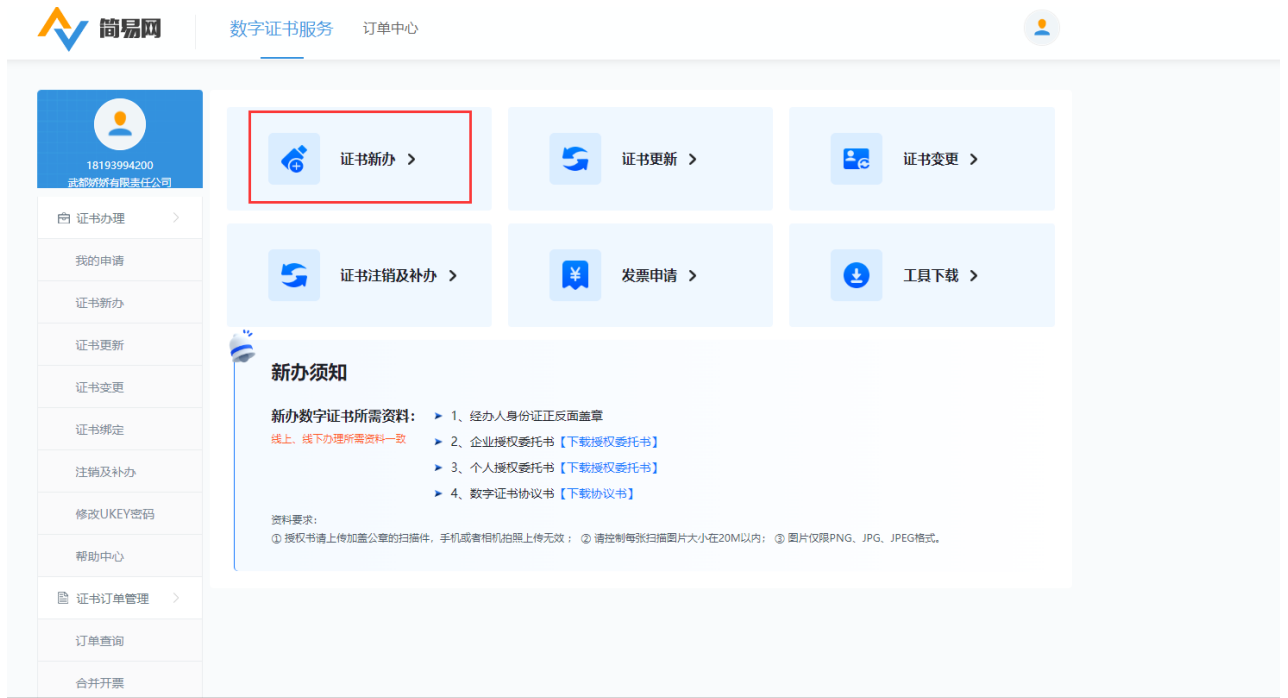 简易网
数字证书服务
订单中心
18193994200
武都娇娇有限责任公司
证书办理
我的申请
证书新办
证书更新
证书变更
证书绑定
注销及补办
修改UKEY密码
帮助中心
证书订单管理
订单查询
合并开票
证书新办
证书更新
证书变更
证书注销及补办
发票申请
工具下载
新办须知
新办数字证书所需资料：
线上、线下办理所需资料一致
1、经办人身份证正反面盖章
2、企业授权委托书【下载授权委托书】
3、个人授权委托书【下载授权委托书】
4、数字证书协议书【下载协议书】
资料要求：
① 授权书请上传加盖公章的扫描件，手机或者相机拍照上传无效； ② 请控制每张扫描图片大小在20M以内； ③ 图片仅限PNG、JPG、JPEG格式。